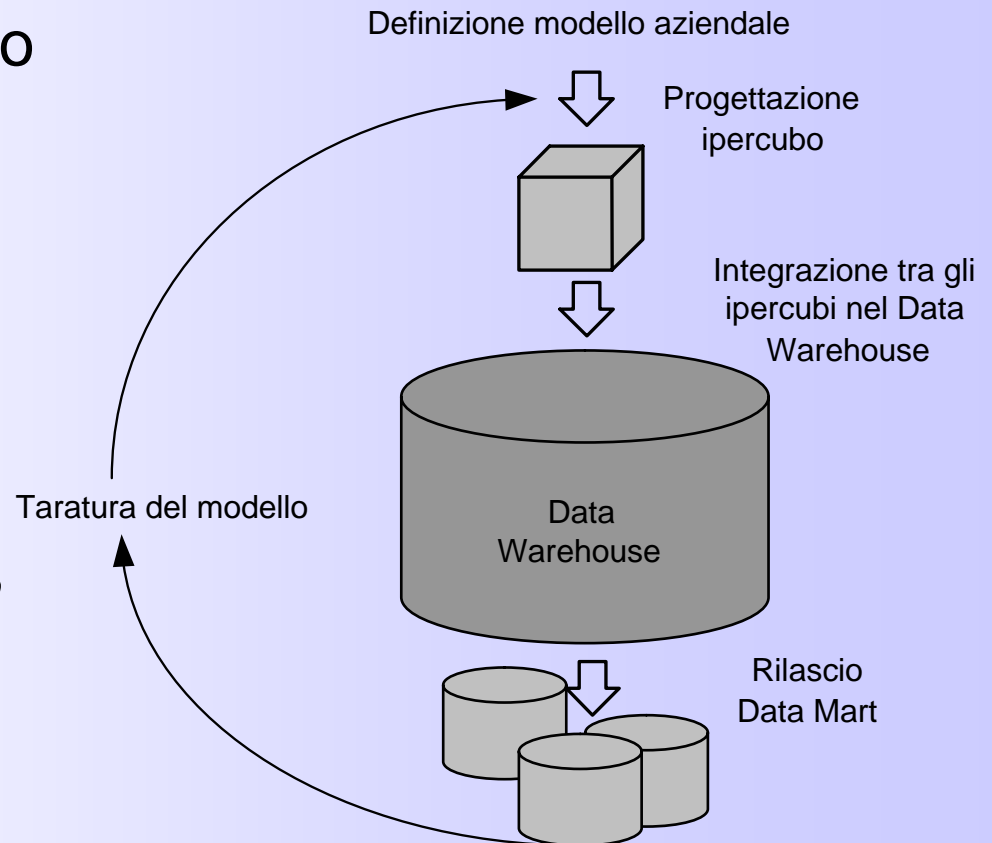 o
Definizione modello aziendale
Progettazione
ipercubo
Integrazione tra gli
ipercubi nel Data
Warehouse
Taratura del modello
Data
Warehouse
Rilascio
Data Mart